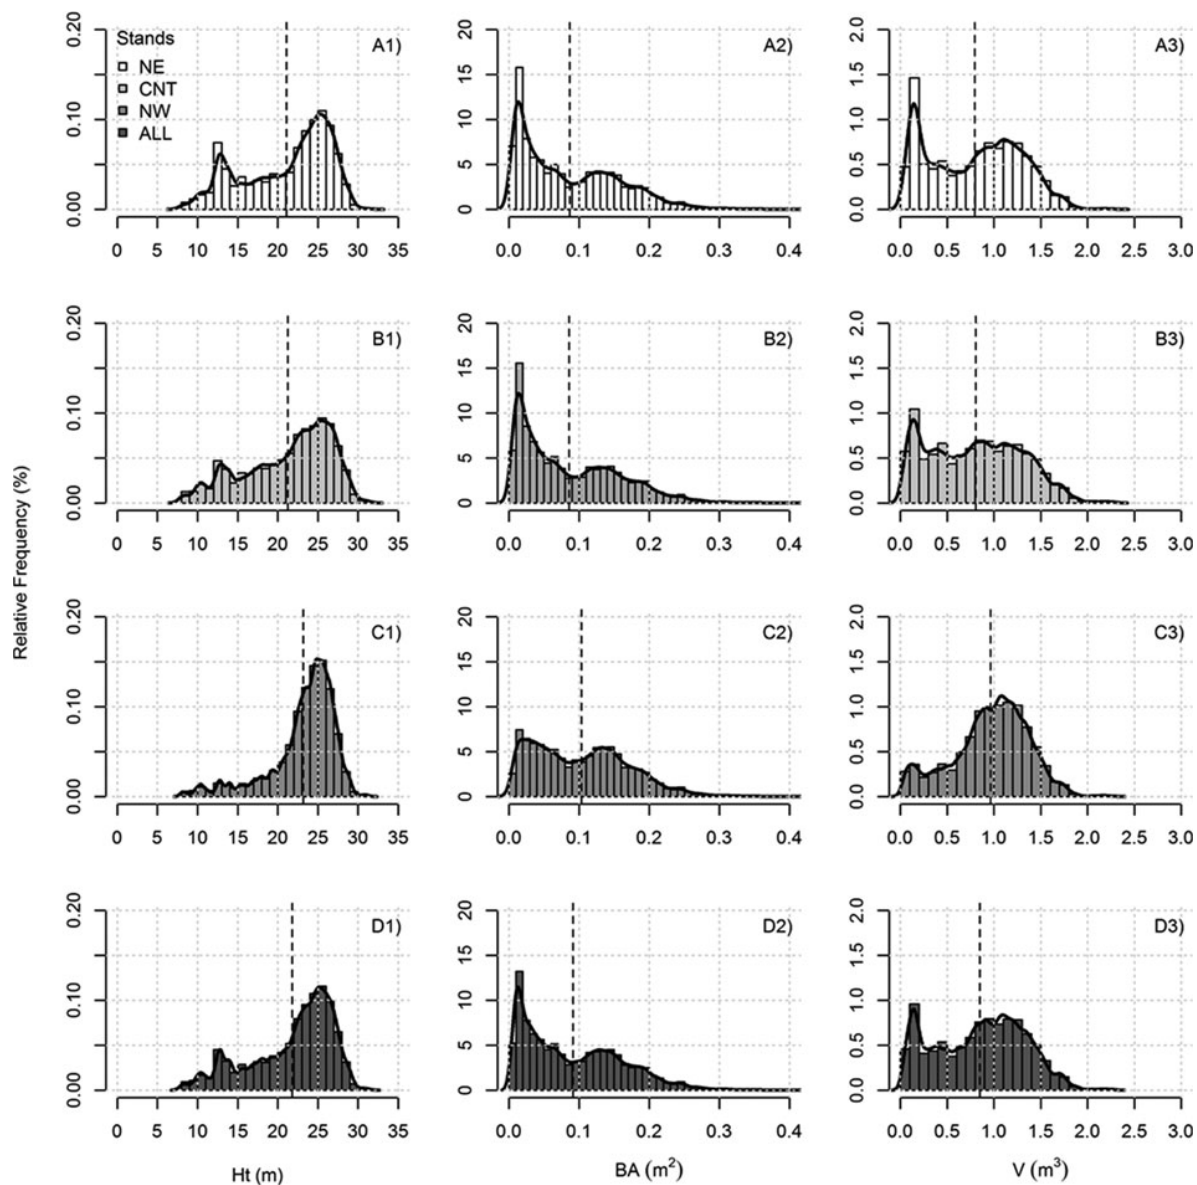 Stands
NE
CNT
NW
ALL
A1)
0.00 0.10 0.20
0 5 10 15 20 25 30 35
A2)
0 5 10 15 20
0.0 0.1 0.2 0.3 0.4
A3)
0.0 0.5 1.0 1.5 2.0
0.0 0.5 1.0 1.5 2.0 2.5 3.0
B1)
0.00 0.10 0.20
0 5 10 15 20 25 30 35
B2)
0 5 10 15 20
0.0 0.1 0.2 0.3 0.4
B3)
0.0 0.5 1.0 1.5 2.0
0.0 0.5 1.0 1.5 2.0 2.5 3.0
Relative Frequency (%)
C1)
0.00 0.10 0.20
0 5 10 15 20 25 30 35
C2)
0 5 10 15 20
0.0 0.1 0.2 0.3 0.4
C3)
0.0 0.5 1.0 1.5 2.0
0.0 0.5 1.0 1.5 2.0 2.5 3.0
D1)
0.00 0.10 0.20
0 5 10 15 20 25 30 35
D2)
0 5 10 15 20
0.0 0.1 0.2 0.3 0.4
D3)
0.0 0.5 1.0 1.5 2.0
0.0 0.5 1.0 1.5 2.0 2.5 3.0
Ht (m)
BA (m²)
V (m³)